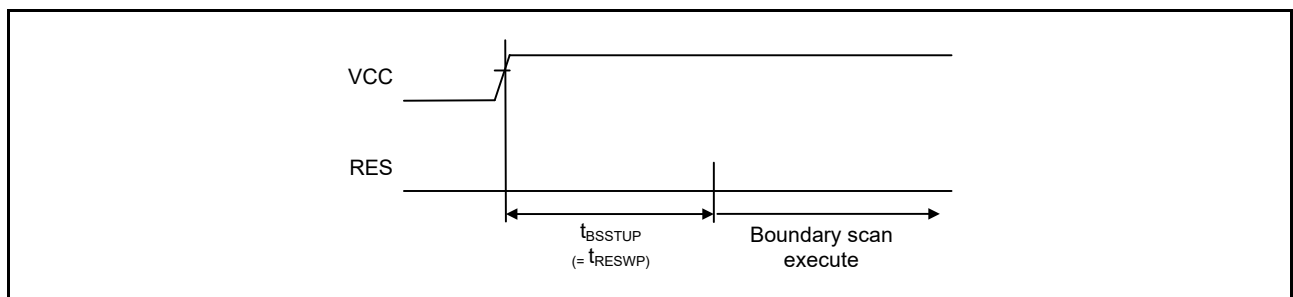 VCC
RES
tBSSTUP
(= tRESWP)
Boundary scan
execute